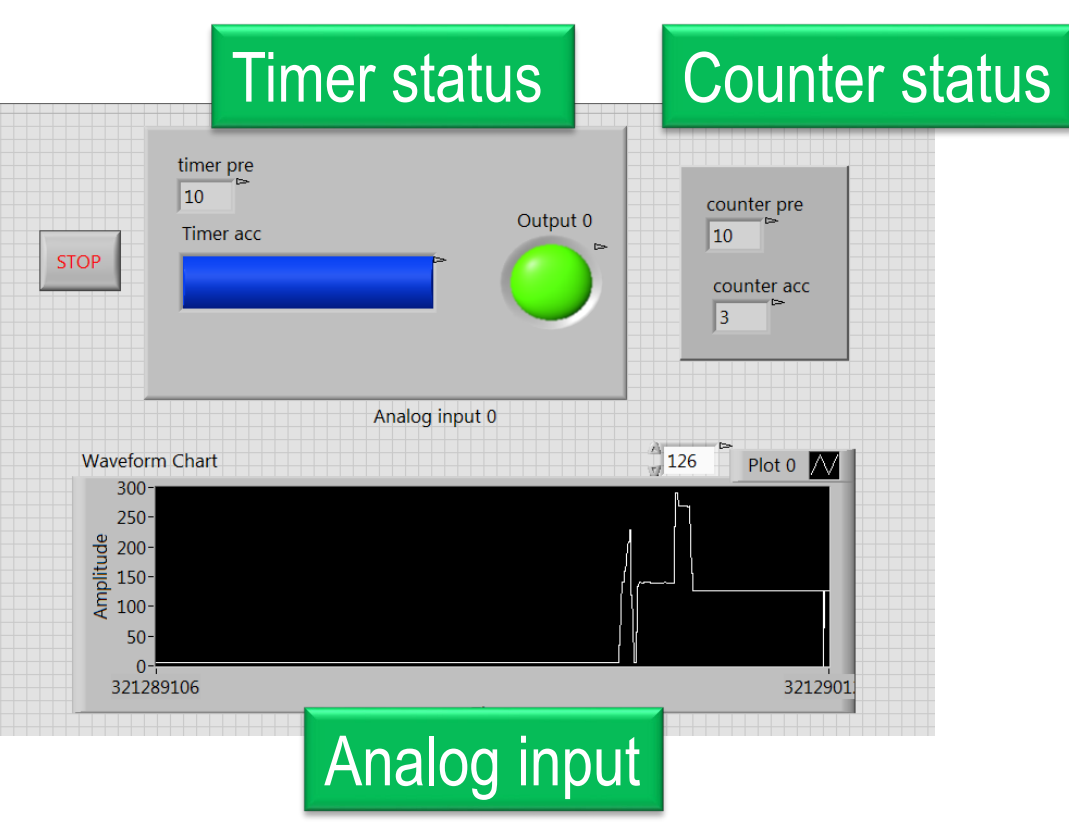 Timer status
Counter status
timer pre
10
Timer acc
Output 0
STOP
counter pre
10
counter acc
3
Analog input 0
Waveform Chart
126
Plot 0
Amplitude
300
250
200
150
100
50
0
321289106
3212901
Analog input